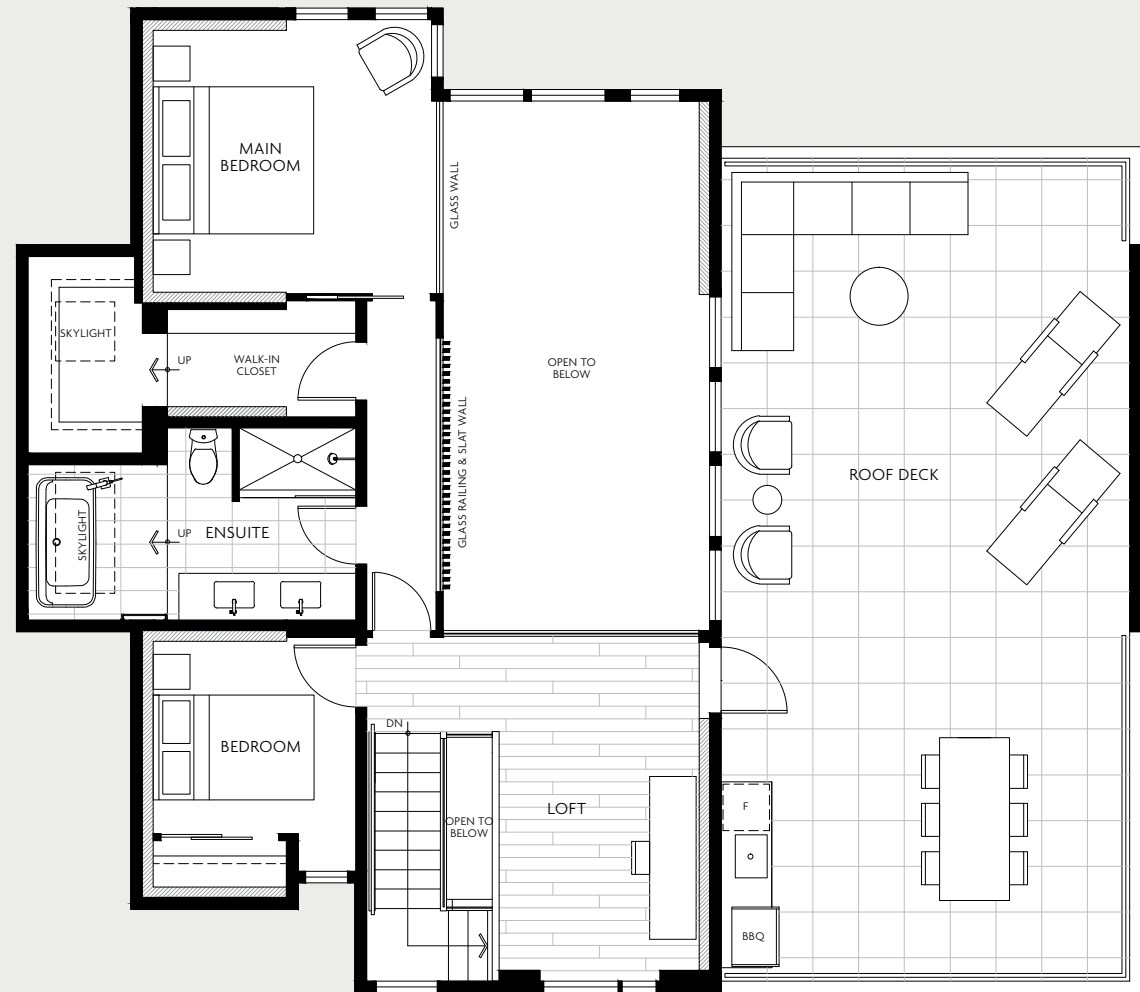 MAIN
BEDROOM
GLASS WALL
SKYLIGHT
UP
WALK-IN
CLOSET
OPEN TO
BELOW
GLASS RAILING & SLAT WALL
ROOF DECK
SKYLIGHT
UP
ENSUITE
DN
BEDROOM
OPEN TO
BELOW
LOFT
F
BBQ